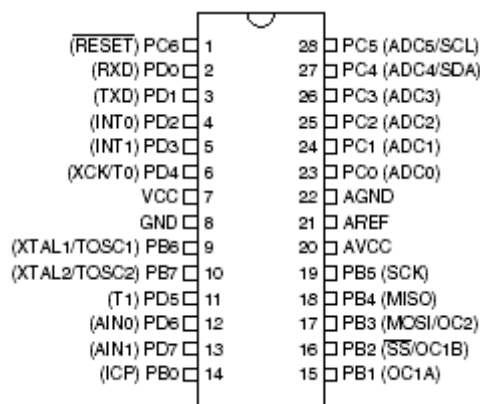 (RESET) PC6 1 28 PC5 (ADC5/SCL)
(RXD) PD0 2 27 PC4 (ADC4/SDA)
(TXD) PD1 3 26 PC3 (ADC3)
(INT0) PD2 4 25 PC2 (ADC2)
(INT1) PD3 5 24 PC1 (ADC1)
(XCK/T0) PD4 6 23 PC0 (ADC0)
VCC 7 22 AGND
GND 8 21 AREF
(XTAL1/TOSC1) PB6 9 20 AVCC
(XTAL2/TOSC2) PB7 10 19 PB5 (SCK)
(T1) PD5 11 18 PB4 (MISO)
(AIN0) PD6 12 17 PB3 (MOSI/OC2)
(AIN1) PD7 13 16 PB2 (SS/OC1B)
(ICP) PB0 14 15 PB1 (OC1A)